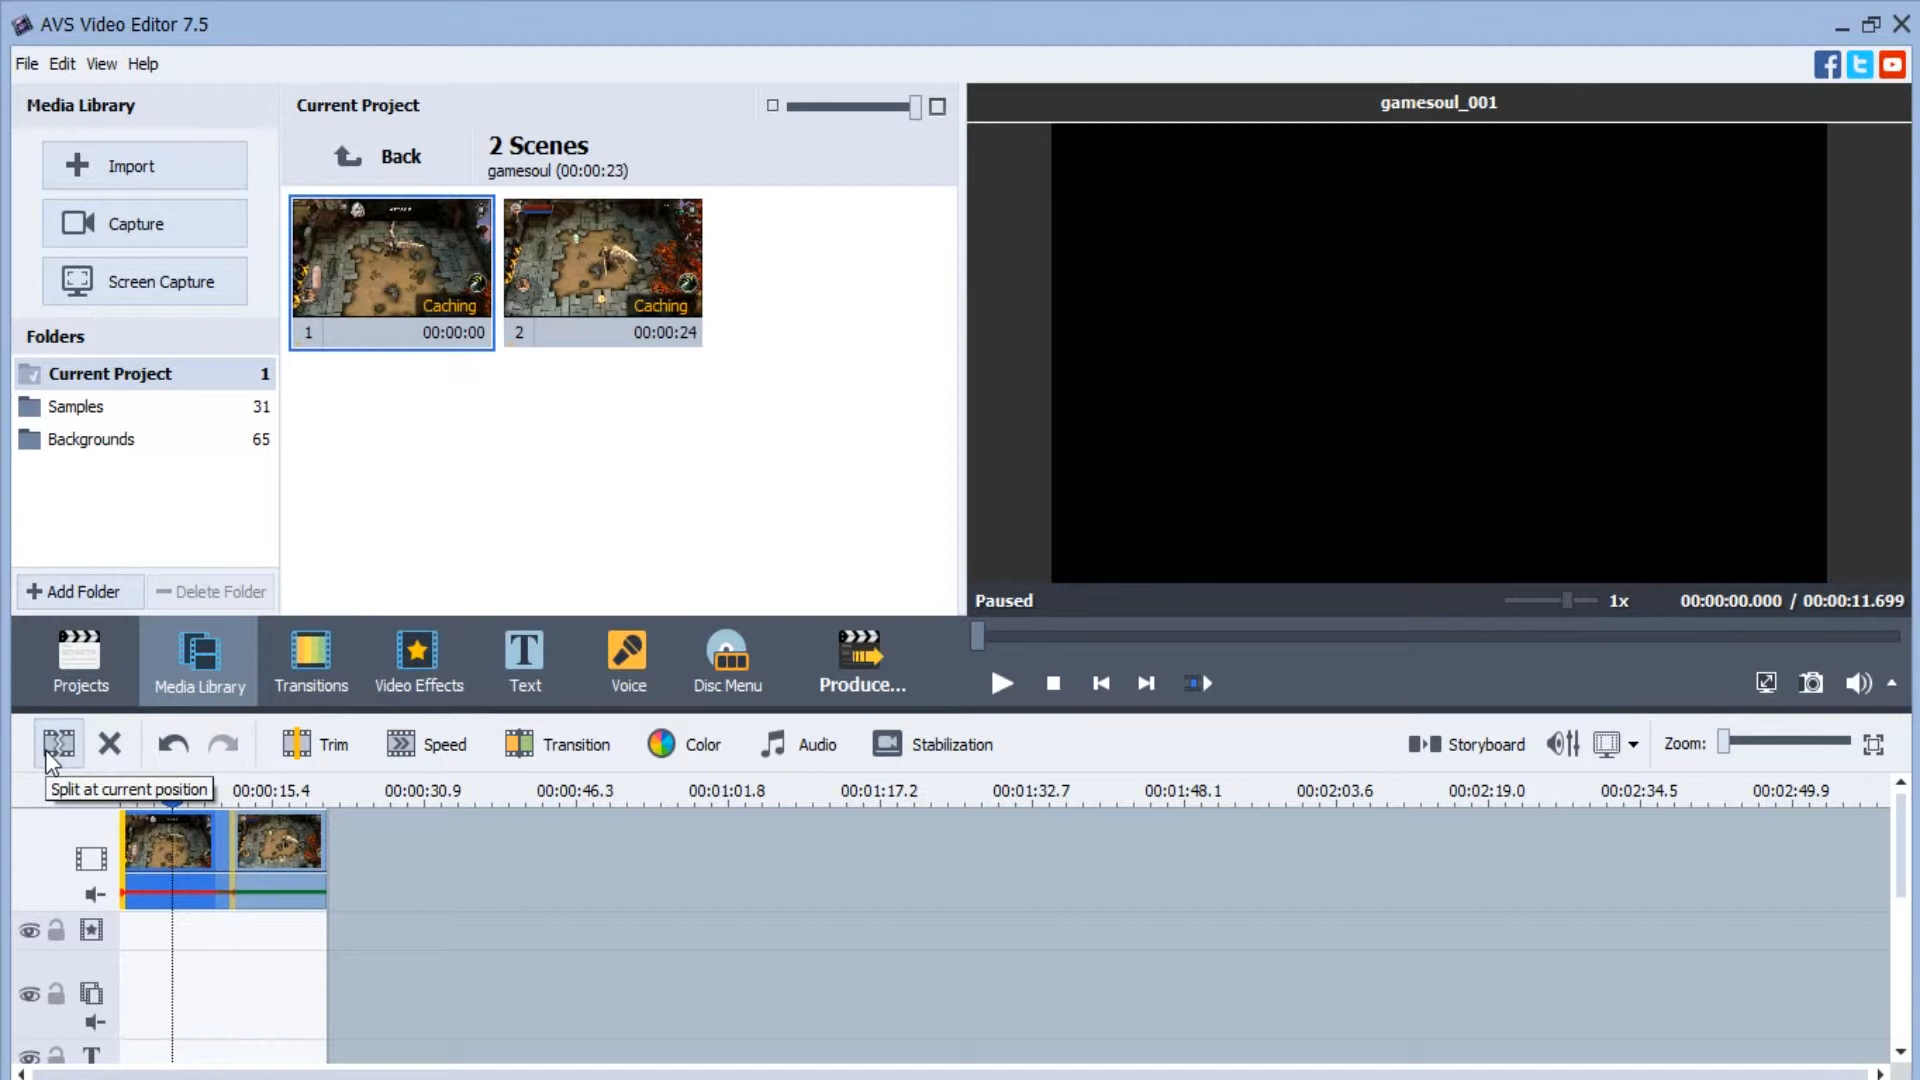 AVS Video Editor 7.5
File Edit View Help
Media Library
Current Project
gamesoul_001
Import
Back
2 Scenes
gamesoul (00:00:23)
Capture
Screen Capture
Caching
Caching
1 00:00:00
2 00:00:24
Folders
Current Project 1
Samples 31
Backgrounds 65
Add Folder
Delete Folder
Paused
1x
00:00:00.000 / 00:00:11.699
Projects
Media Library
Transitions
Video Effects
Text
Voice
Disc Menu
Produce...
Trim
Speed
Transition
Color
Audio
Stabilization
Storyboard
Zoom:
Split at current position
00:00:15.4
00:00:30.9
00:00:46.3
00:01:01.8
00:01:17.2
00:01:32.7
00:01:48.1
00:02:03.6
00:02:19.0
00:02:34.5
00:02:49.9